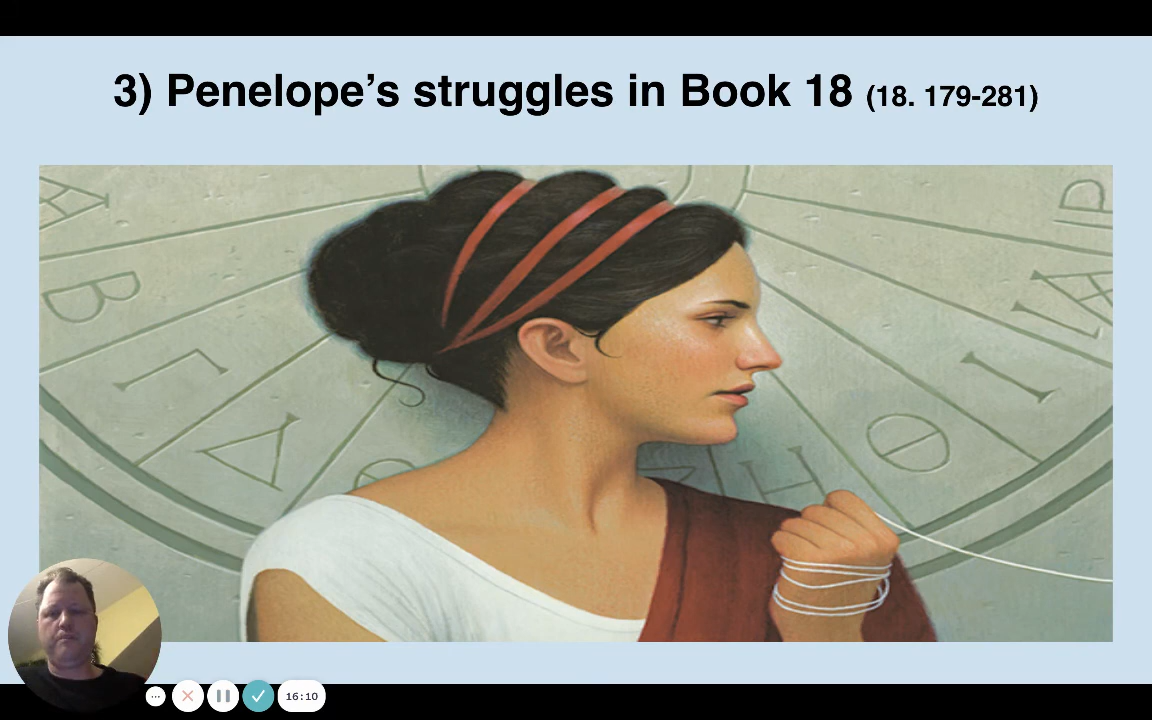 3) Penelope’s struggles in Book 18 (18. 179-281)
Α
Β
Γ
Δ
Η
Θ
Ι
16:10